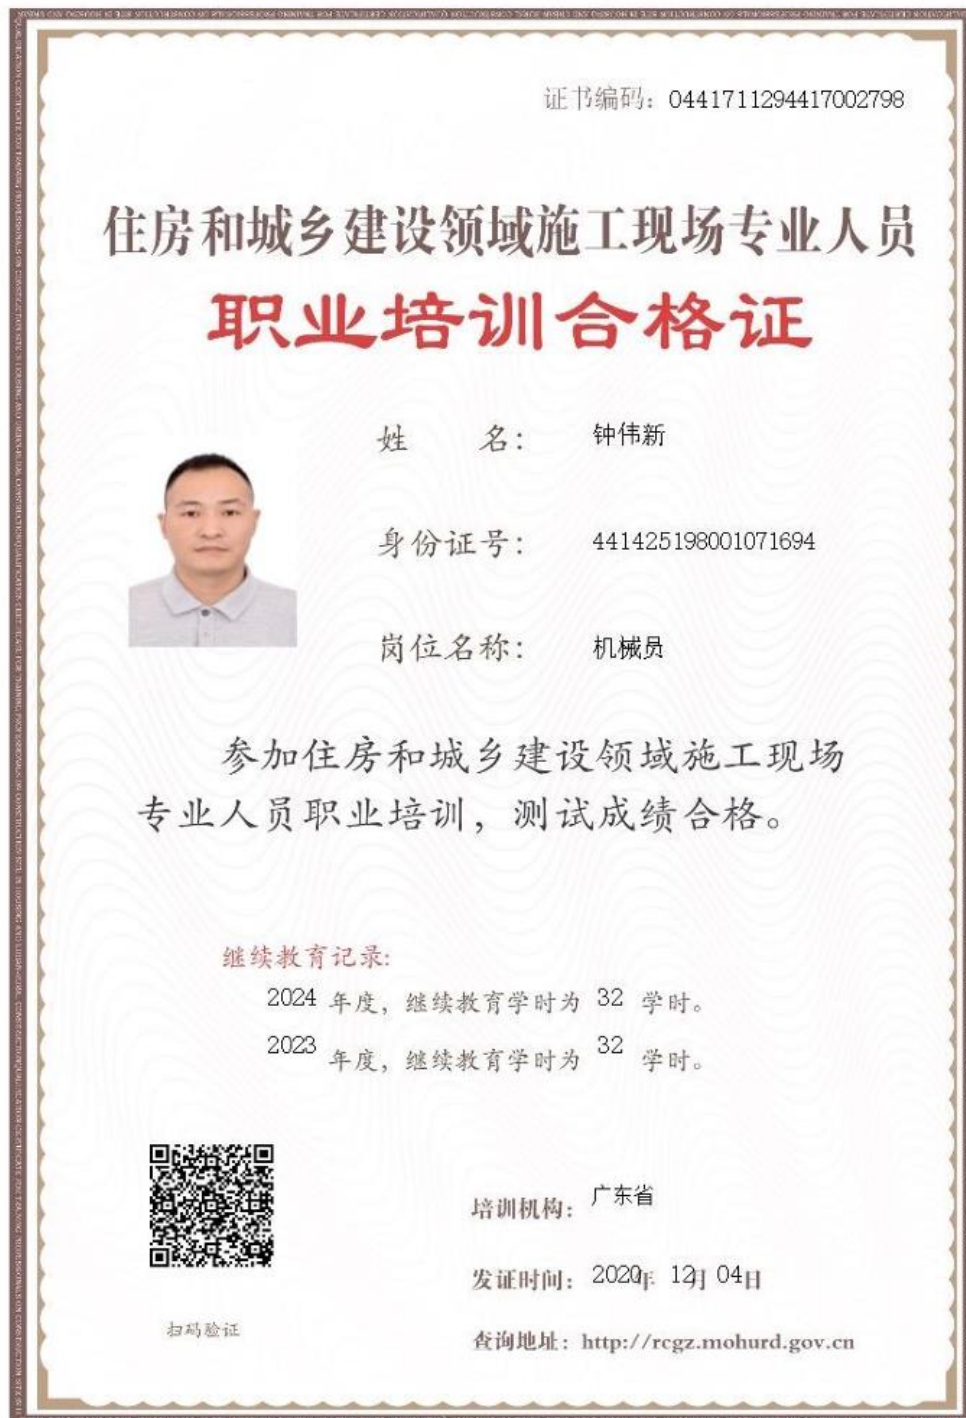 证书编码：0441711294417002798
住房和城乡建设领域施工现场专业人员
职业培训合格证
姓 名： 钟伟新
身份证号： 441425198001071694
岗位名称： 机械员
参加住房和城乡建设领域施工现场
专业人员职业培训，测试成绩合格。
继续教育记录:
2024 年度，继续教育学时为 32 学时。
2023 年度，继续教育学时为 32 学时。
培训机构： 广东省
发证时间： 2020年 12月 04日
扫码验证
查询地址：http://rcgz.mohurd.gov.cn